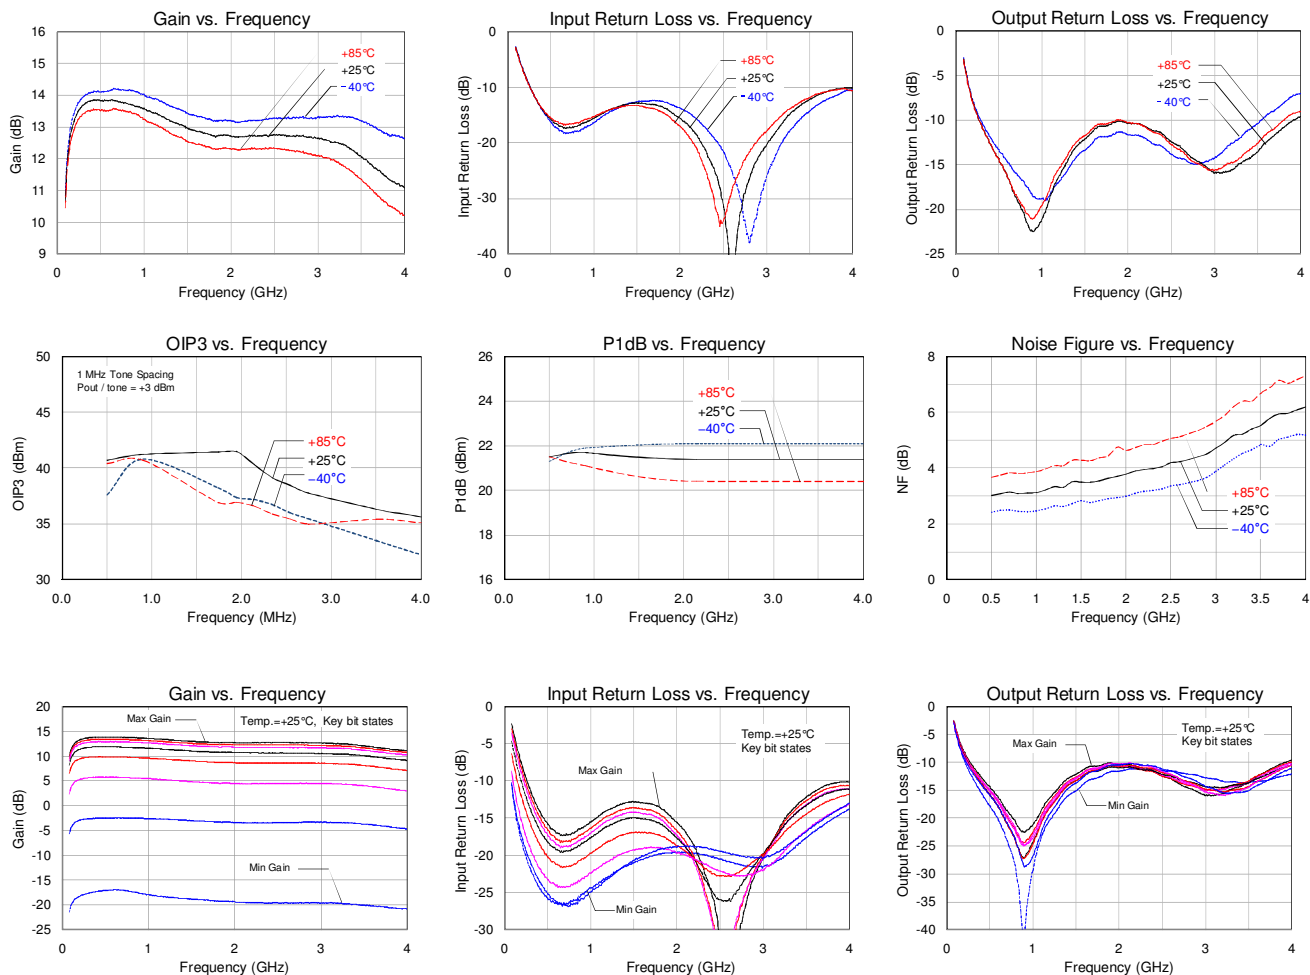 Gain vs. Frequency
16
15
14
13
12
11
10
9
0
1
2
3
4
Gain (dB)
Frequency (GHz)
+85°C
+25°C
−40°C
Input Return Loss vs. Frequency
0
-10
-20
-30
-40
0
1
2
3
4
Input Return Loss (dB)
Frequency (GHz)
+85°C
+25°C
−40°C
Output Return Loss vs. Frequency
0
-5
-10
-15
-20
-25
0
1
2
3
4
Output Return Loss (dB)
Frequency (GHz)
+85°C
+25°C
-40°C
OIP3 vs. Frequency
50
45
40
35
30
0.0
1.0
2.0
3.0
4.0
OIP3 (dBm)
Frequency (MHz)
1 MHz Tone Spacing
Pout / tone = +3 dBm
+85°C
+25°C
−40°C
P1dB vs. Frequency
26
24
22
20
18
16
0.0
1.0
2.0
3.0
4.0
P1dB (dBm)
Frequency (GHz)
+85°C
+25°C
−40°C
Noise Figure vs. Frequency
8
6
4
2
0
0
0.5
1
1.5
2
2.5
3
3.5
4
NF (dB)
Frequency (GHz)
+85°C
+25°C
−40°C
Gain vs. Frequency
20
15
10
5
0
-5
-10
-15
-20
-25
0
1
2
3
4
Gain (dB)
Frequency (GHz)
Max Gain
Temp.=+25°C, Key bit states
Min Gain
Input Return Loss vs. Frequency
0
-5
-10
-15
-20
-25
-30
0
1
2
3
4
Input Return Loss (dB)
Frequency (GHz)
Temp.=+25°C
Key bit states
Max Gain
Min Gain
Output Return Loss vs. Frequency
0
-5
-10
-15
-20
-25
-30
-35
-40
0
1
2
3
4
Output Return Loss (dB)
Frequency (GHz)
Temp.=+25°C
Key bit states
Max Gain
Min Gain